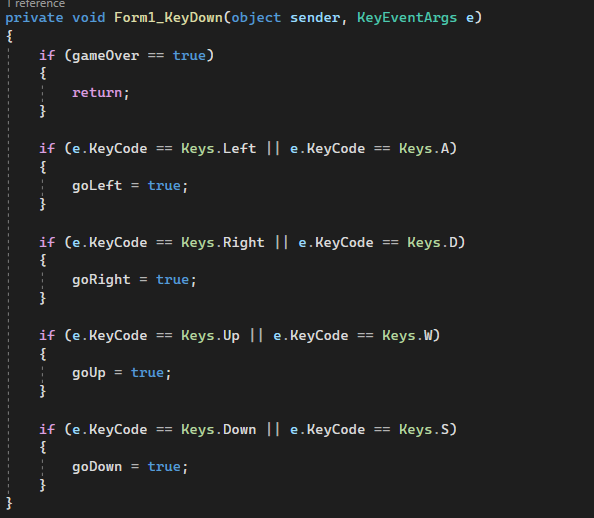 1 reference
private void Form1_KeyDown(object sender, KeyEventArgs e)
{
    if (gameOver == true)
    {
        return;
    }

    if (e.KeyCode == Keys.Left || e.KeyCode == Keys.A)
    {
        goLeft = true;
    }

    if (e.KeyCode == Keys.Right || e.KeyCode == Keys.D)
    {
        goRight = true;
    }

    if (e.KeyCode == Keys.Up || e.KeyCode == Keys.W)
    {
        goUp = true;
    }

    if (e.KeyCode == Keys.Down || e.KeyCode == Keys.S)
    {
        goDown = true;
    }
}